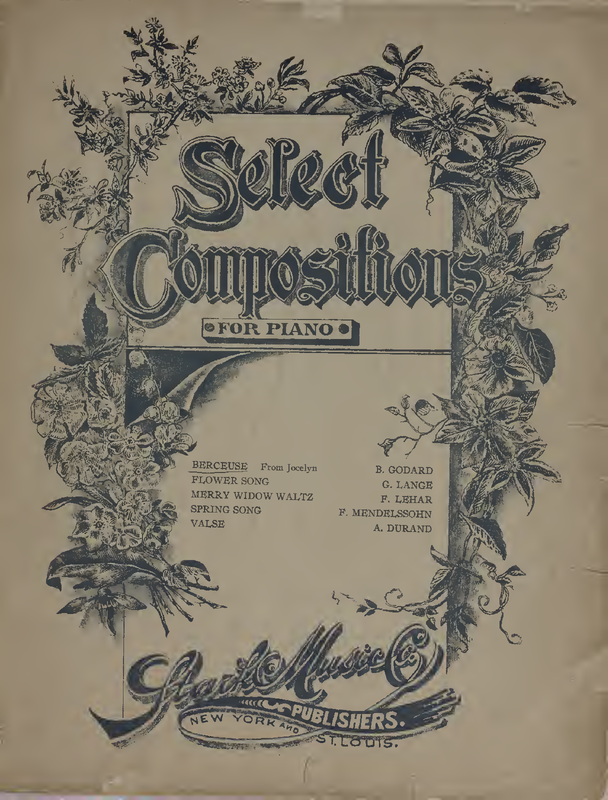 Select
Compositions
FOR PIANO
BERCEUSE From Jocelyn B. GODARD
FLOWER SONG G. LANGE
MERRY WIDOW WALTZ F. LEHAR
SPRING SONG F. MENDELSSOHN
VALSE A. DURAND
Stark Music Co.
PUBLISHERS.
NEW YORK AND ST. LOUIS.